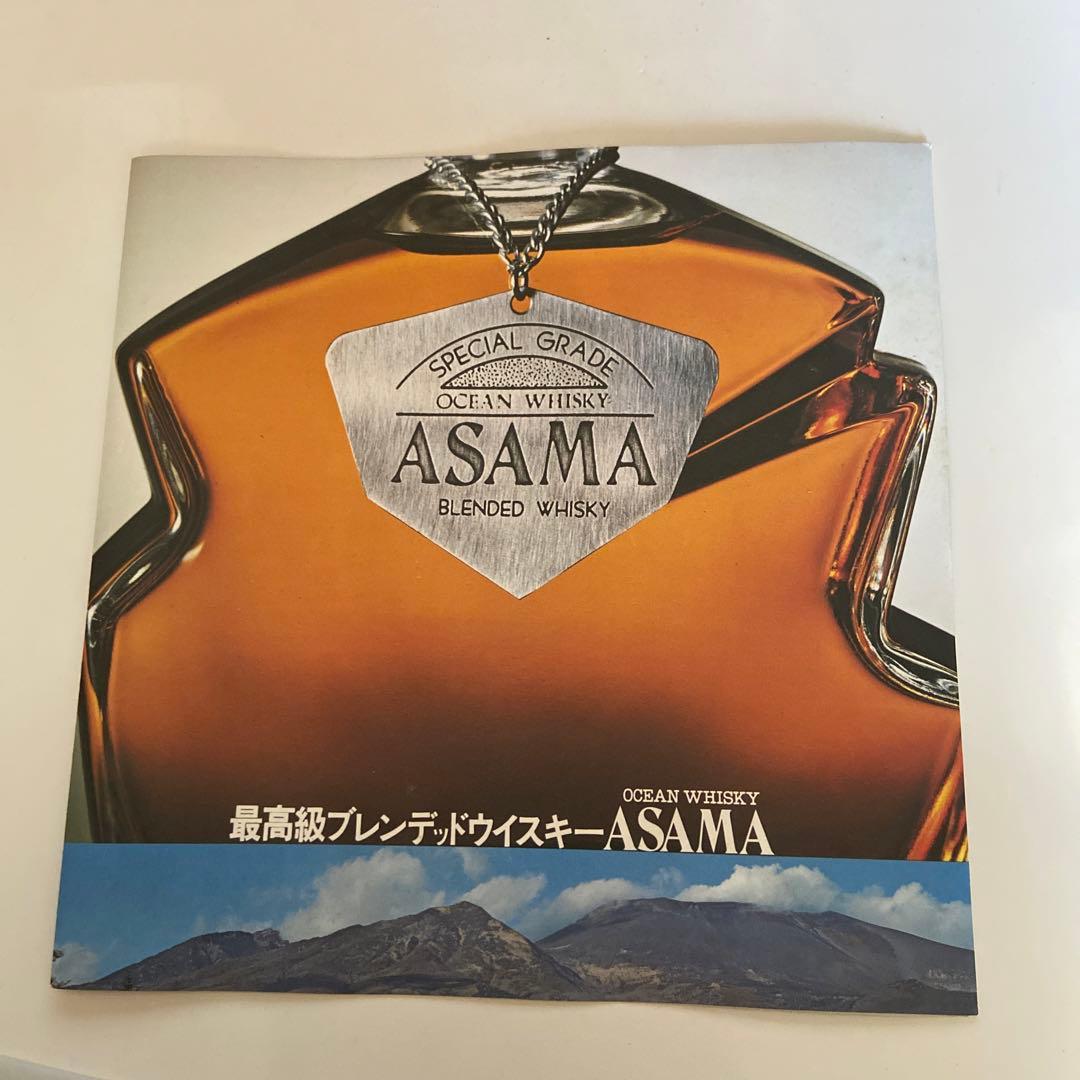 SPECIAL GRADE
OCEAN WHISKY
ASAMA
BLENDED WHISKY
OCEAN WHISKY
最高級ブレンデッドウイスキーASAMA